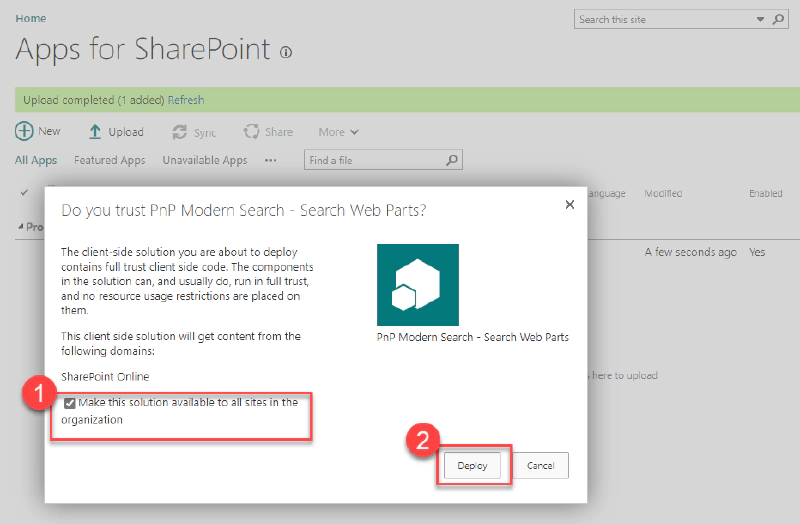 Home
Search this site
Apps for SharePoint
Upload completed (1 added) Refresh
New Upload Sync Share More
All Apps Featured Apps Unavailable Apps ... Find a file
Language Modified Enabled
Do you trust PnP Modern Search - Search Web Parts?
Pro
The client-side solution you are about to deploy
contains full trust client side code. The components
in the solution can, and usually do, run in full trust,
and no resource usage restrictions are placed on
them.
A few seconds ago Yes
This client side solution will get content from the
following domains:
PnP Modern Search - Search Web Parts
SharePoint Online
s here to upload
1
Make this solution available to all sites in the
organization
2
Deploy Cancel